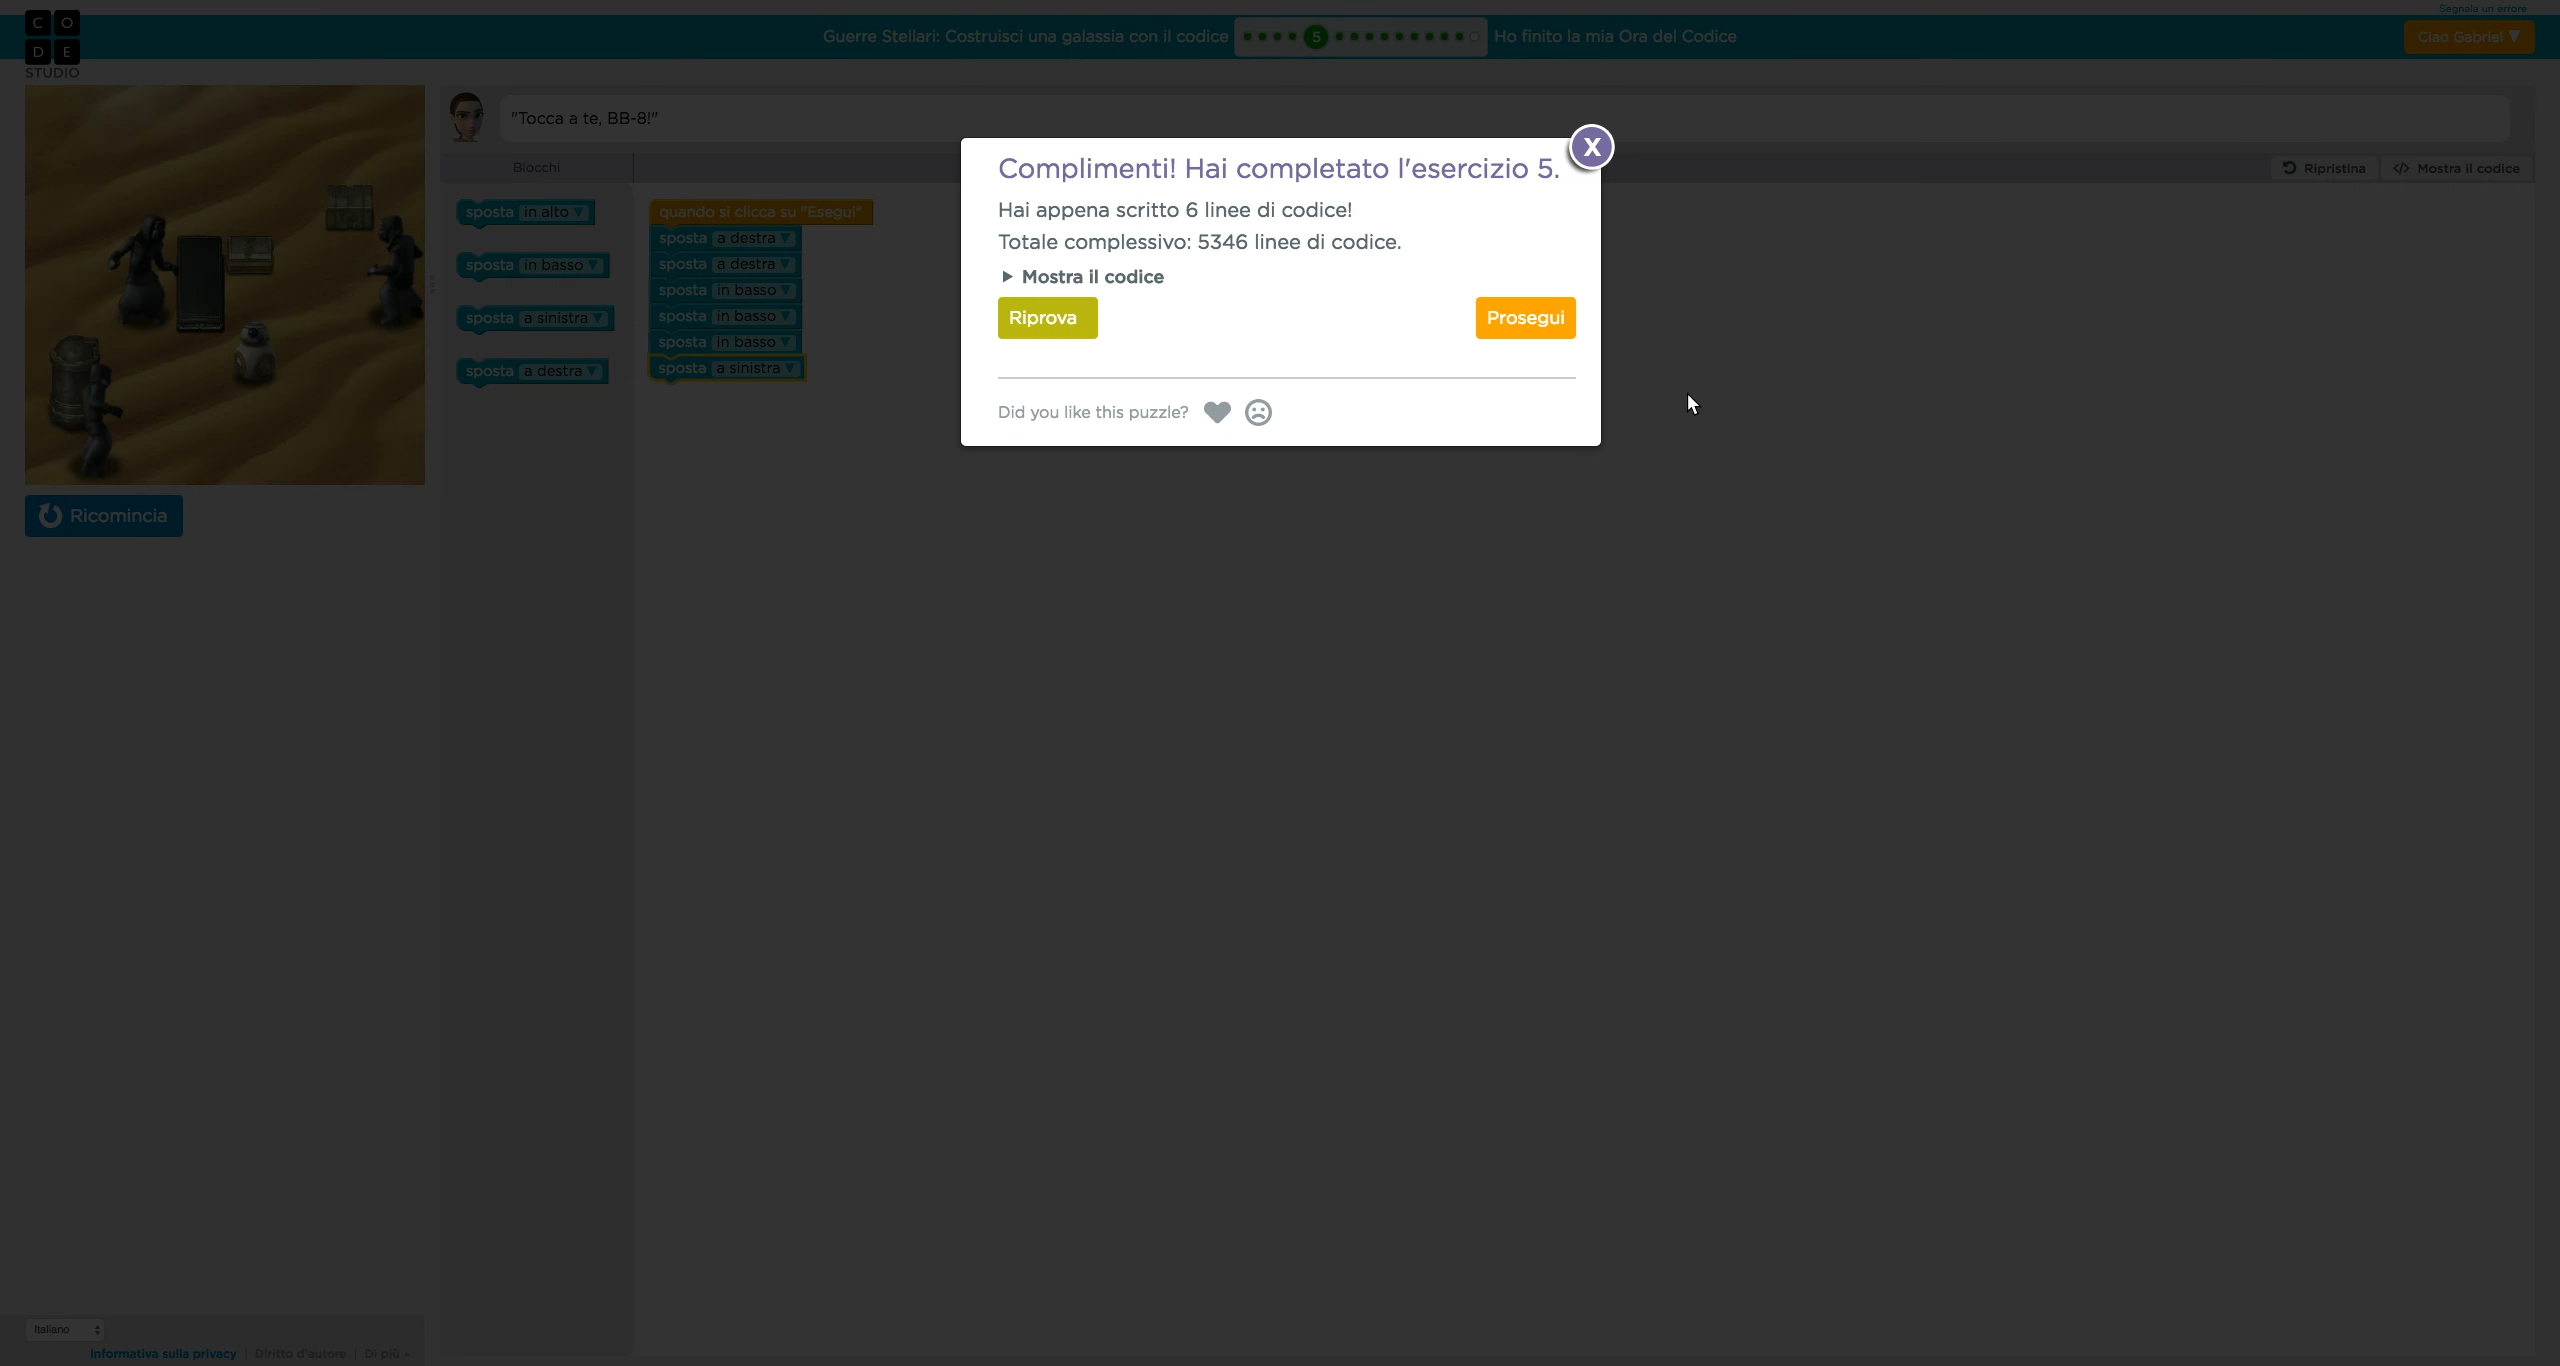 Segnala un errore
C O
D E
STUDIO
Guerre Stellari: Costruisci una galassia con il codice 5 Ho finito la mia Ora del Codice
Ciao Gabriel
"Tocca a te, BB-8!"
Blocchi
Ripristina
Mostra il codice
sposta in alto
sposta in basso
sposta a sinistra
sposta a destra
quando si clicca su "Esegui"
sposta a destra
sposta a destra
sposta in basso
sposta in basso
sposta in basso
sposta a sinistra
X
Complimenti! Hai completato l'esercizio 5.
Hai appena scritto 6 linee di codice!
Totale complessivo: 5346 linee di codice.
Mostra il codice
Riprova
Prosegui
Did you like this puzzle?
Ricomincia
Italiano
Informativa sulla privacy | Diritto d'autore | Di più